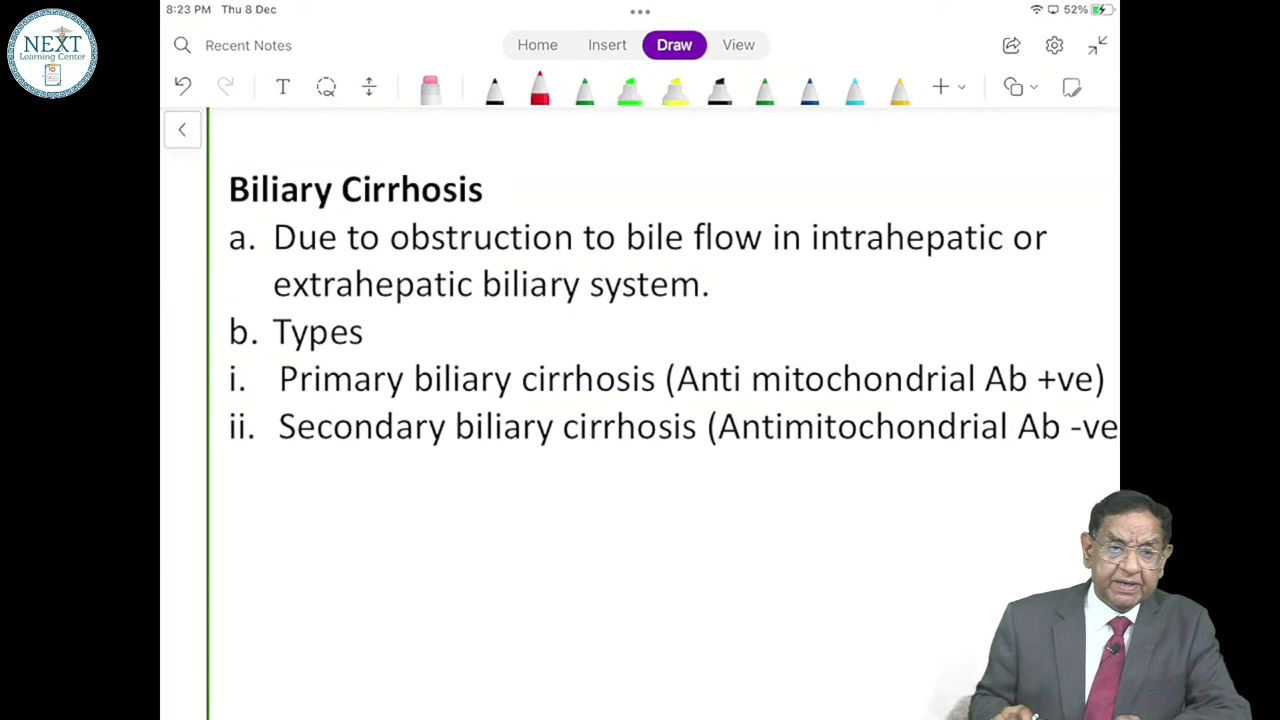 8:23 PM Thu 8 Dec
52%
NEXT
Learning Center
Recent Notes
Home Insert Draw View
T
Biliary Cirrhosis
a. Due to obstruction to bile flow in intrahepatic or
extrahepatic biliary system.
b. Types
i. Primary biliary cirrhosis (Anti mitochondrial Ab +ve)
ii. Secondary biliary cirrhosis (Antimitochondrial Ab -ve